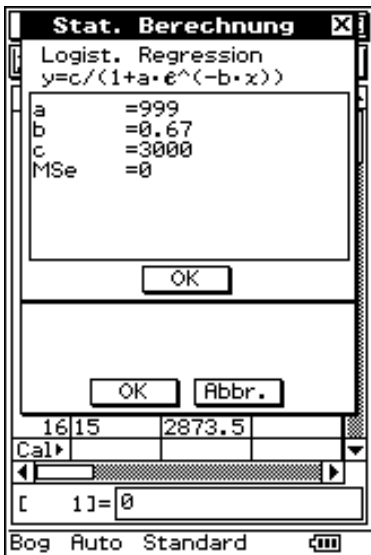 Stat. Berechnung
Logist. Regression
y=c/(1+a·e^(-b·x))
a =999
b =0.67
c =3000
MSe =0
OK
OK Abbr.
16 15 2873.5
Cal▶
[ 1]= 0
Bog Auto Standard